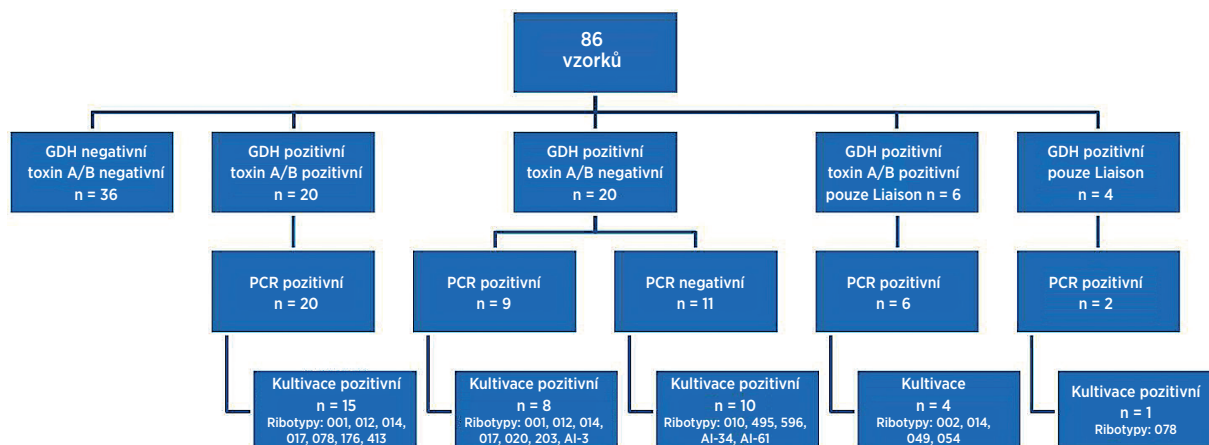 86
vzorků
GDH negativní
toxin A/B negativní
n = 36
GDH pozitivní
toxin A/B pozitivní
n = 20
GDH pozitivní
toxin A/B negativní
n = 20
GDH pozitivní
toxin A/B pozitivní
pouze Liaison n = 6
GDH pozitivní
pouze Liaison
n = 4
PCR pozitivní
n = 20
PCR pozitivní
n = 9
PCR negativní
n = 11
PCR pozitivní
n = 6
PCR pozitivní
n = 2
Kultivace pozitivní
n = 15
Ribotypy: 001, 012, 014,
017, 078, 176, 413
Kultivace pozitivní
n = 8
Ribotypy: 001, 012, 014,
017, 020, 203, AI-3
Kultivace pozitivní
n = 10
Ribotypy: 010, 495, 596,
AI-34, AI-61
Kultivace
n = 4
Ribotypy: 002, 014,
049, 054
Kultivace pozitivní
n = 1
Ribotypy: 078